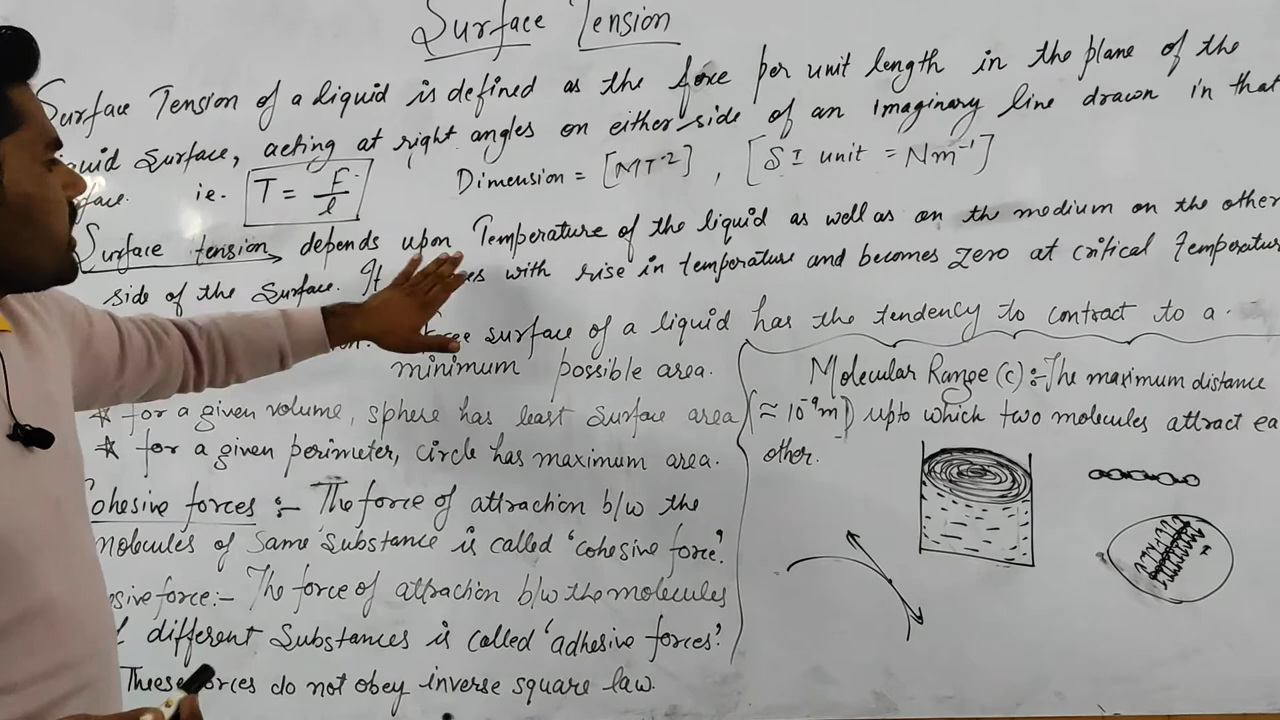 Surface Tension
Surface Tension of a liquid is defined as the force per unit length in the plane of the
liquid surface, acting at right angles on either side of an imaginary line drawn in that
face. ie. T = F/l Dimension = [MT⁻²], [SI unit = Nm⁻¹]
Surface tension depends upon Temperature of the liquid as well as on the medium on the other
side of the surface. It with rise in temperature and becomes zero at critical temperature
surface of a liquid has the tendency to contract to a
minimum possible area.
* for a given volume, sphere has least surface area
* for a given perimeter, circle has maximum area.
Cohesive forces :- The force of attraction b/w the
molecules of same substance is called 'cohesive force'.
sive force:- The force of attraction b/w the molecules
different substances is called 'adhesive forces'.
These forces do not obey inverse square law.
Molecular Range (c) :- The maximum distance
(≈ 10⁻⁹m) upto which two molecules attract ea
other.